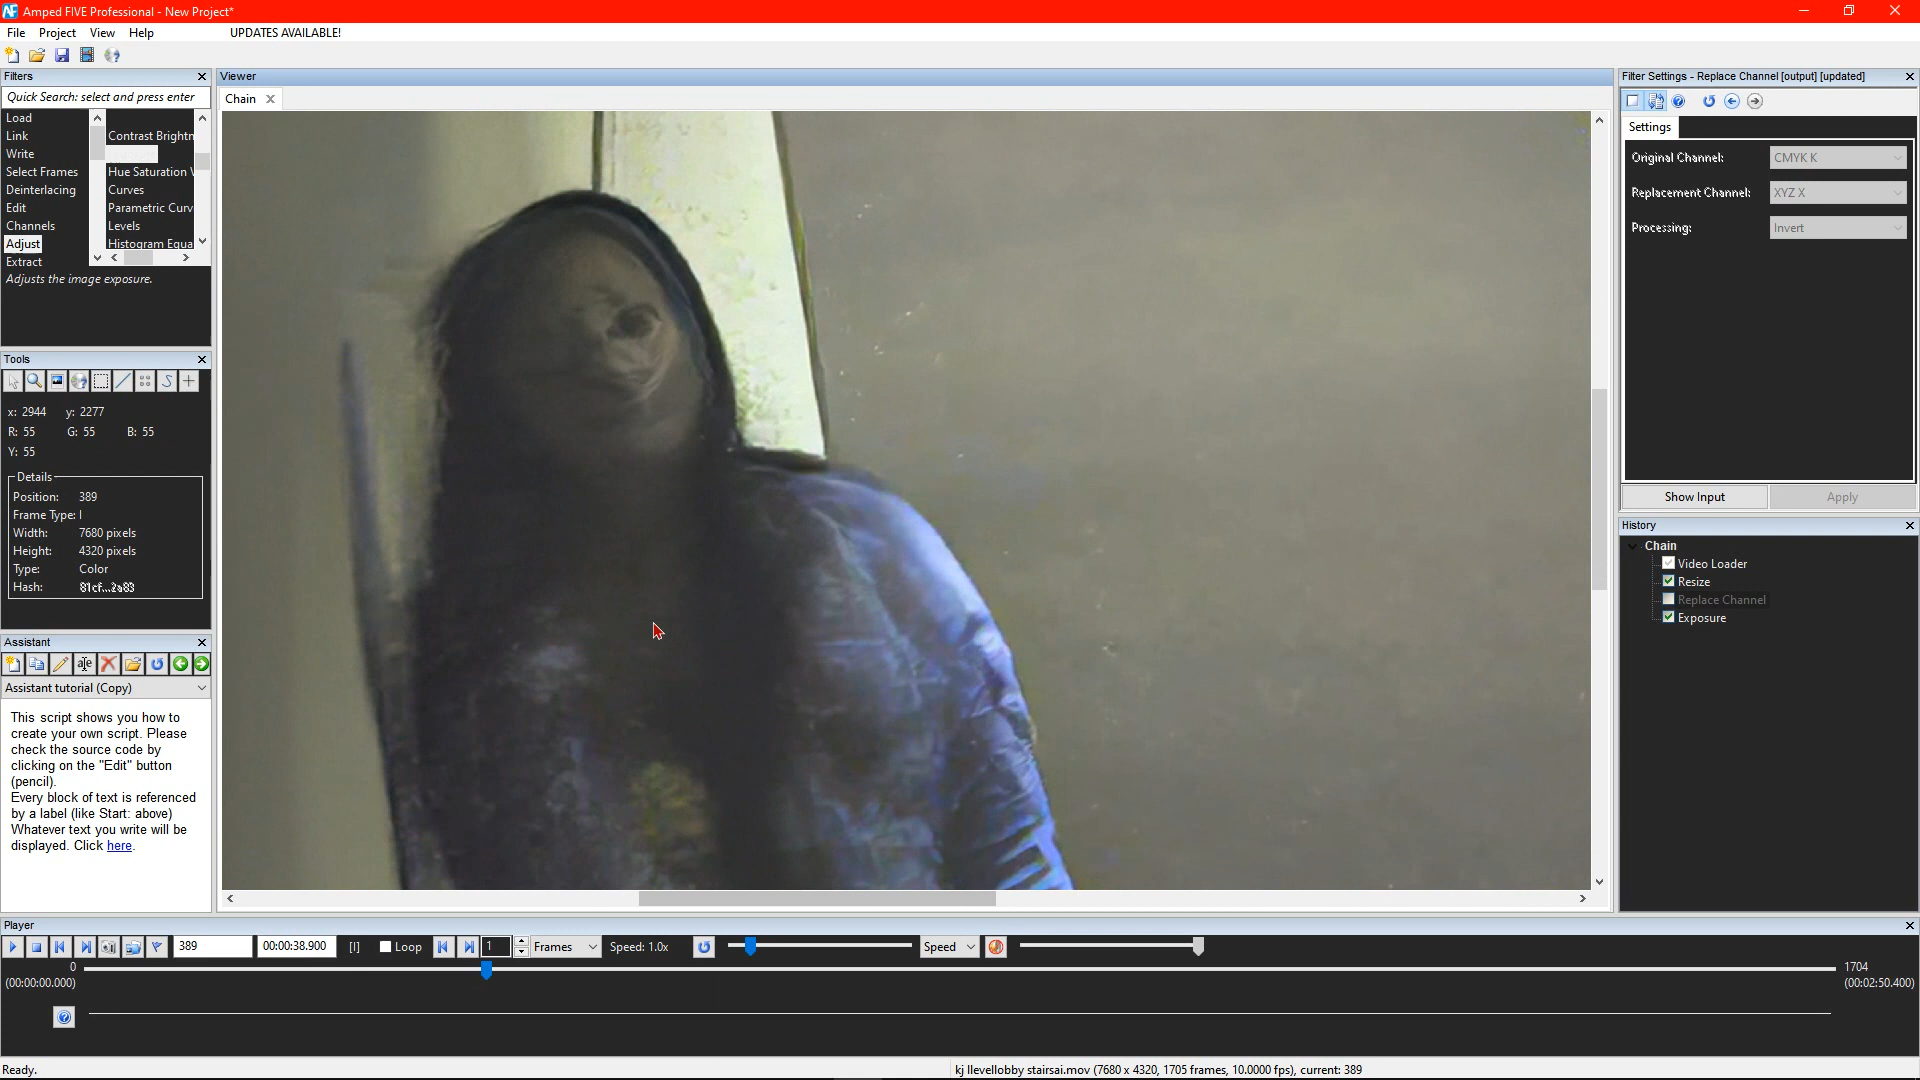 Amped FIVE Professional - New Project*
File Project View Help UPDATES AVAILABLE!
Filters
Quick Search: select and press enter
Load
Link
Write
Select Frames
Deinterlacing
Edit
Channels
Adjust
Extract
Contrast Brightn
Hue Saturation V
Curves
Parametric Curv
Levels
Histogram Equa
Adjusts the image exposure.
Tools
x: 2944 y: 2277
R: 55 G: 55 B: 55
Y: 55
Details
Position: 389
Frame Type: I
Width: 7680 pixels
Height: 4320 pixels
Type: Color
Hash: 81cf...2a83
Assistant
Assistant tutorial (Copy)
This script shows you how to
create your own script. Please
check the source code by
clicking on the "Edit" button
(pencil).
Every block of text is referenced
by a label (like Start: above)
Whatever text you write will be
displayed. Click here.
Viewer
Chain
Filter Settings - Replace Channel [output] [updated]
Settings
Original Channel: CMYK K
Replacement Channel: XYZ X
Processing: Invert
Show Input Apply
History
Chain
Video Loader
Resize
Replace Channel
Exposure
Player
389 00:00:38.900 [I] Loop 1 Frames Speed: 1.0x Speed
0 1704
(00:00:00.000) (00:02:50.400)
Ready. kj llevellobby stairsai.mov (7680 x 4320, 1705 frames, 10.0000 fps), current: 389